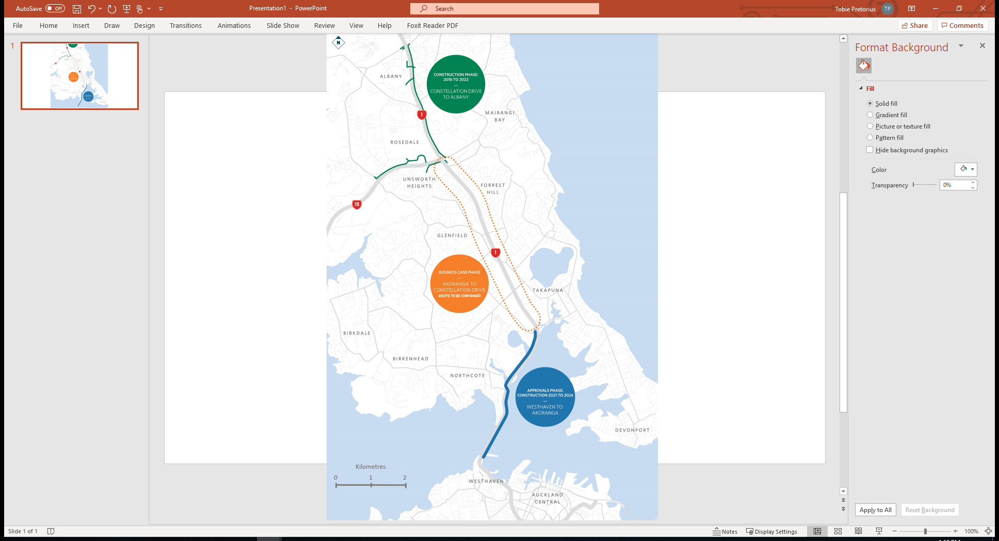 AutoSave Off
Presentation1 - PowerPoint
Search
Tobie Pretorius TP
File Home Insert Draw Design Transitions Animations Slide Show Review View Help Foxit Reader PDF
Share Comments
1
N
ALBANY
CONSTRUCTION PHASE:
2018 TO 2022
CONSTELLATION DRIVE
TO ALBANY
1
MAIRANGI
BAY
ROSEDALE
UNSWORTH
HEIGHTS
FORREST
HILL
18
GLENFIELD
1
BUSINESS CASE PHASE
AKORANGA TO
CONSTELLATION DRIVE
ROUTE TO BE CONFIRMED
TAKAPUNA
BIRKDALE
BIRKENHEAD
NORTHCOTE
APPROVALS PHASE:
CONSTRUCTION 2021 TO 2024
WESTHAVEN TO
AKORANGA
DEVONPORT
Kilometres
0 1 2
WESTHAVEN
AUCKLAND
CENTRAL
Format Background
Fill
Solid fill
Gradient fill
Picture or texture fill
Pattern fill
Hide background graphics
Color
Transparency 0%
Apply to All Reset Background
Slide 1 of 1
Notes Display Settings 100%